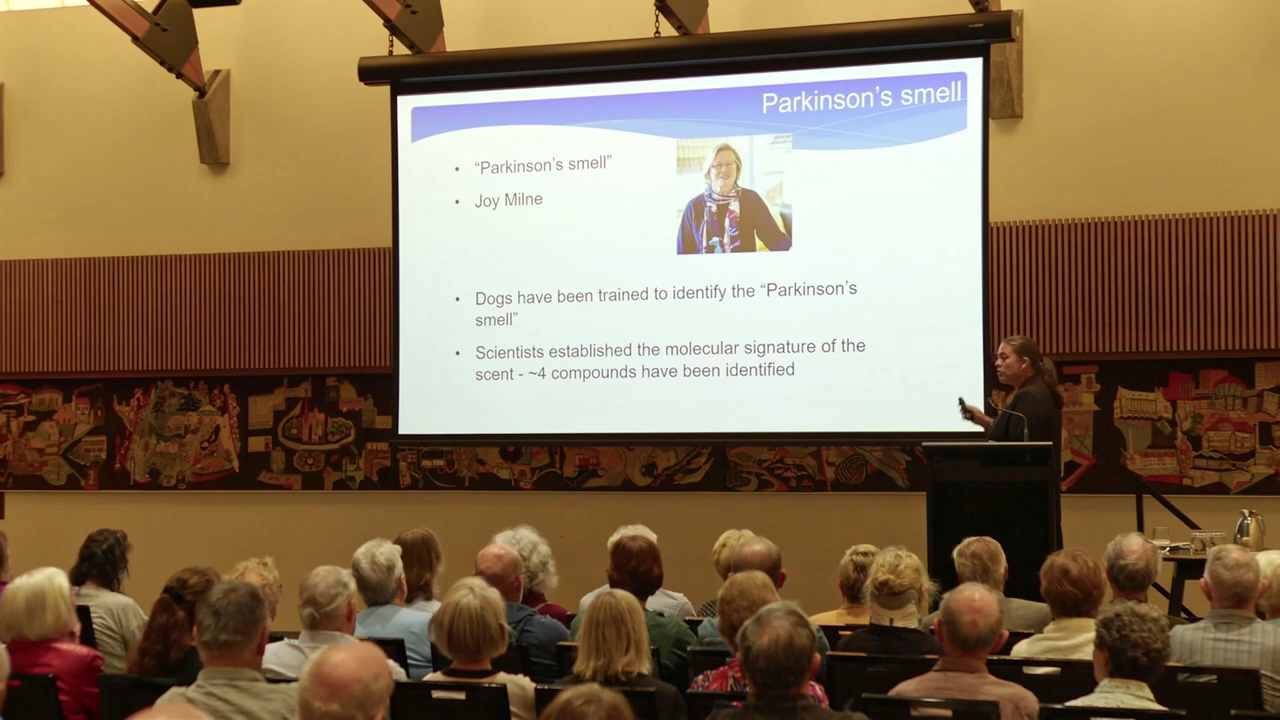 Parkinson's smell
• “Parkinson's smell”
• Joy Milne
• Dogs have been trained to identify the “Parkinson's
smell”
• Scientists established the molecular signature of the
scent - ~4 compounds have been identified